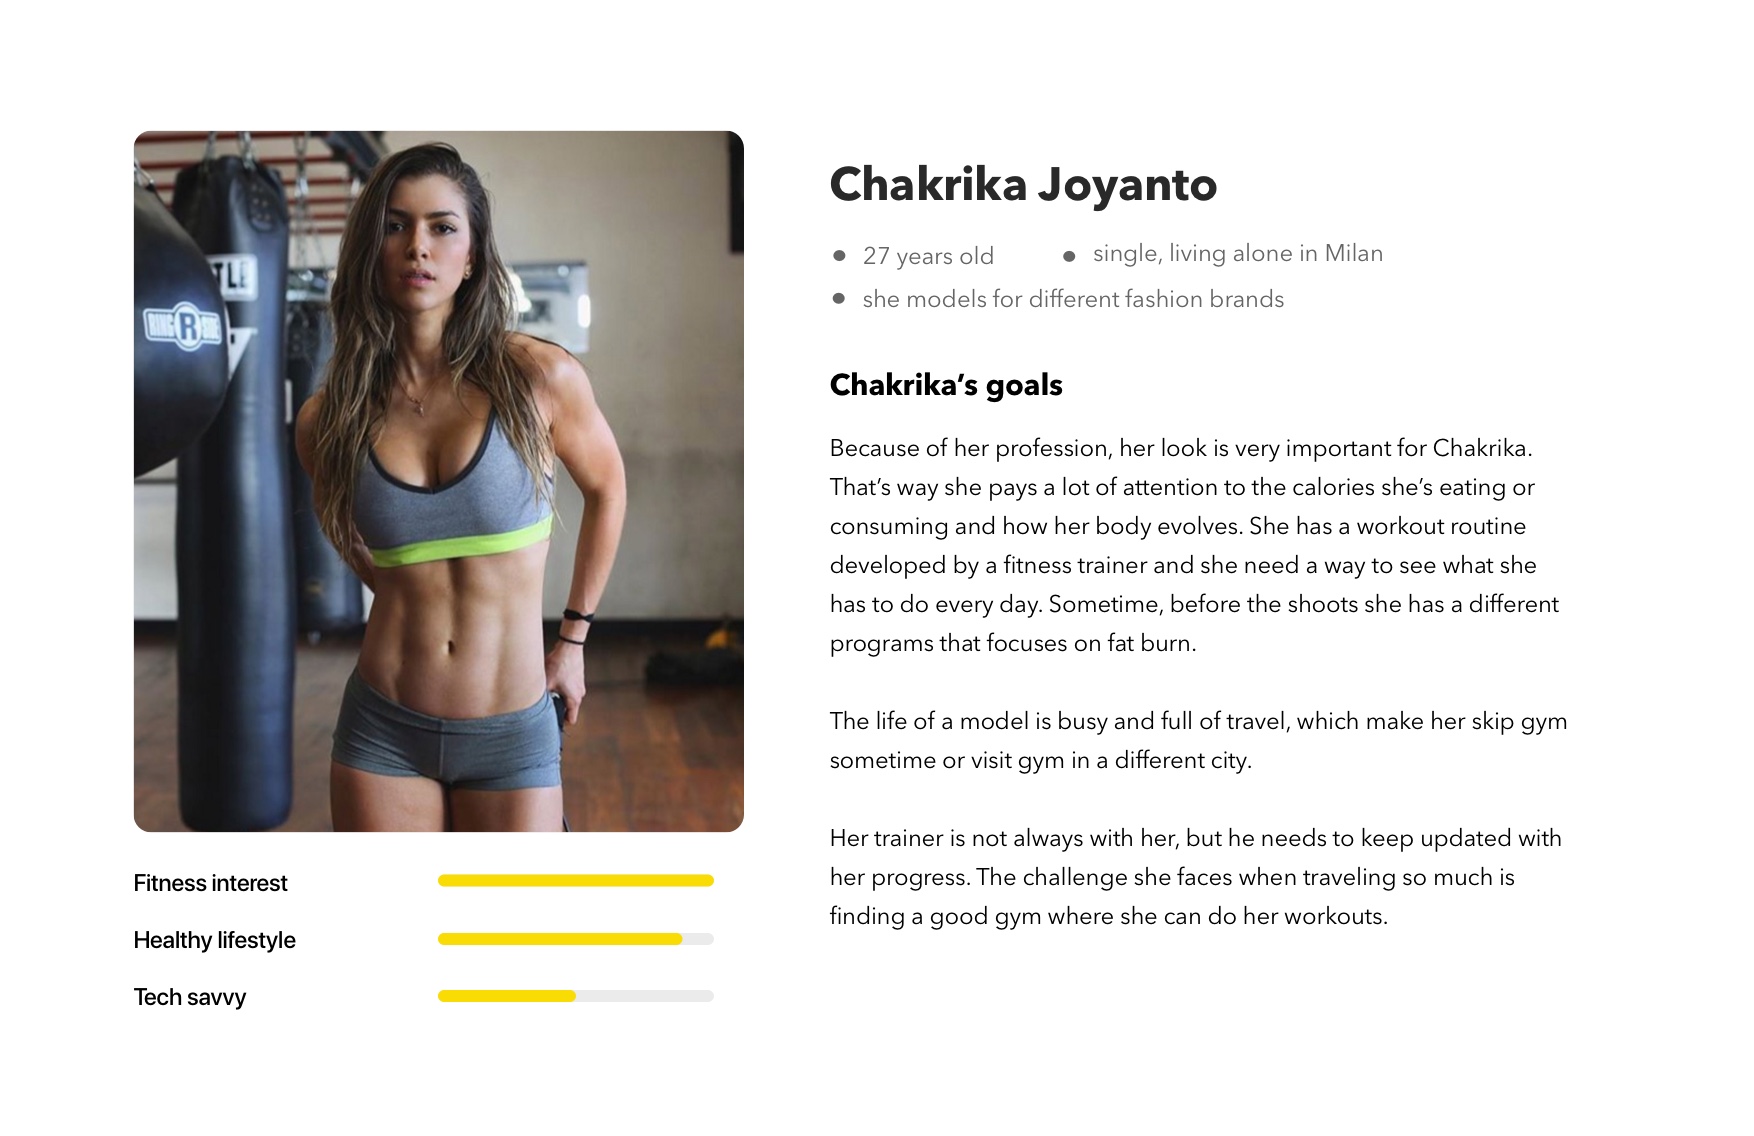 TLE
RING R SIDE
Chakrika Joyanto
27 years old
single, living alone in Milan
she models for different fashion brands
Chakrika’s goals
Because of her profession, her look is very important for Chakrika.
That’s way she pays a lot of attention to the calories she’s eating or
consuming and how her body evolves. She has a workout routine
developed by a fitness trainer and she need a way to see what she
has to do every day. Sometime, before the shoots she has a different
programs that focuses on fat burn.
The life of a model is busy and full of travel, which make her skip gym
sometime or visit gym in a different city.
Her trainer is not always with her, but he needs to keep updated with
her progress. The challenge she faces when traveling so much is
finding a good gym where she can do her workouts.
Fitness interest
Healthy lifestyle
Tech savvy